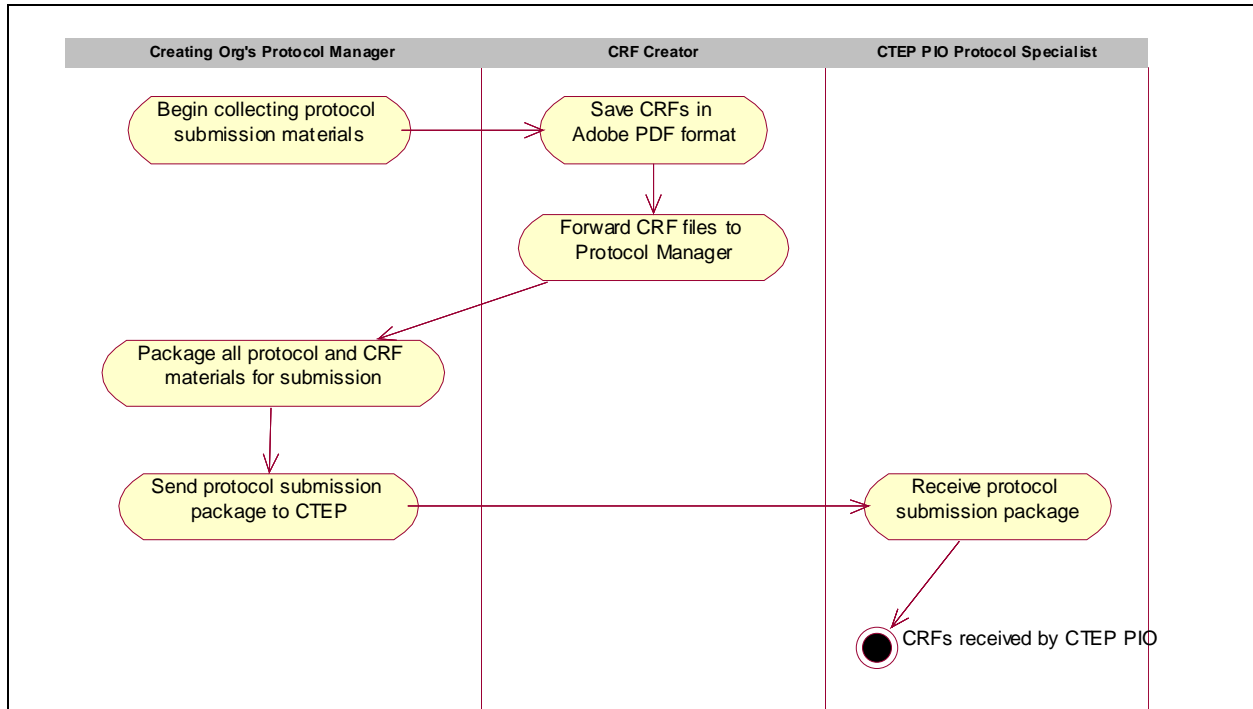 Creating Org's Protocol Manager
CRF Creator
CTEP PIO Protocol Specialist
Begin collecting protocol
submission materials
Save CRFs in
Adobe PDF format
Forward CRF files to
Protocol Manager
Package all protocol and CRF
materials for submission
Send protocol submission
package to CTEP
Receive protocol
submission package
CRFs received by CTEP PIO